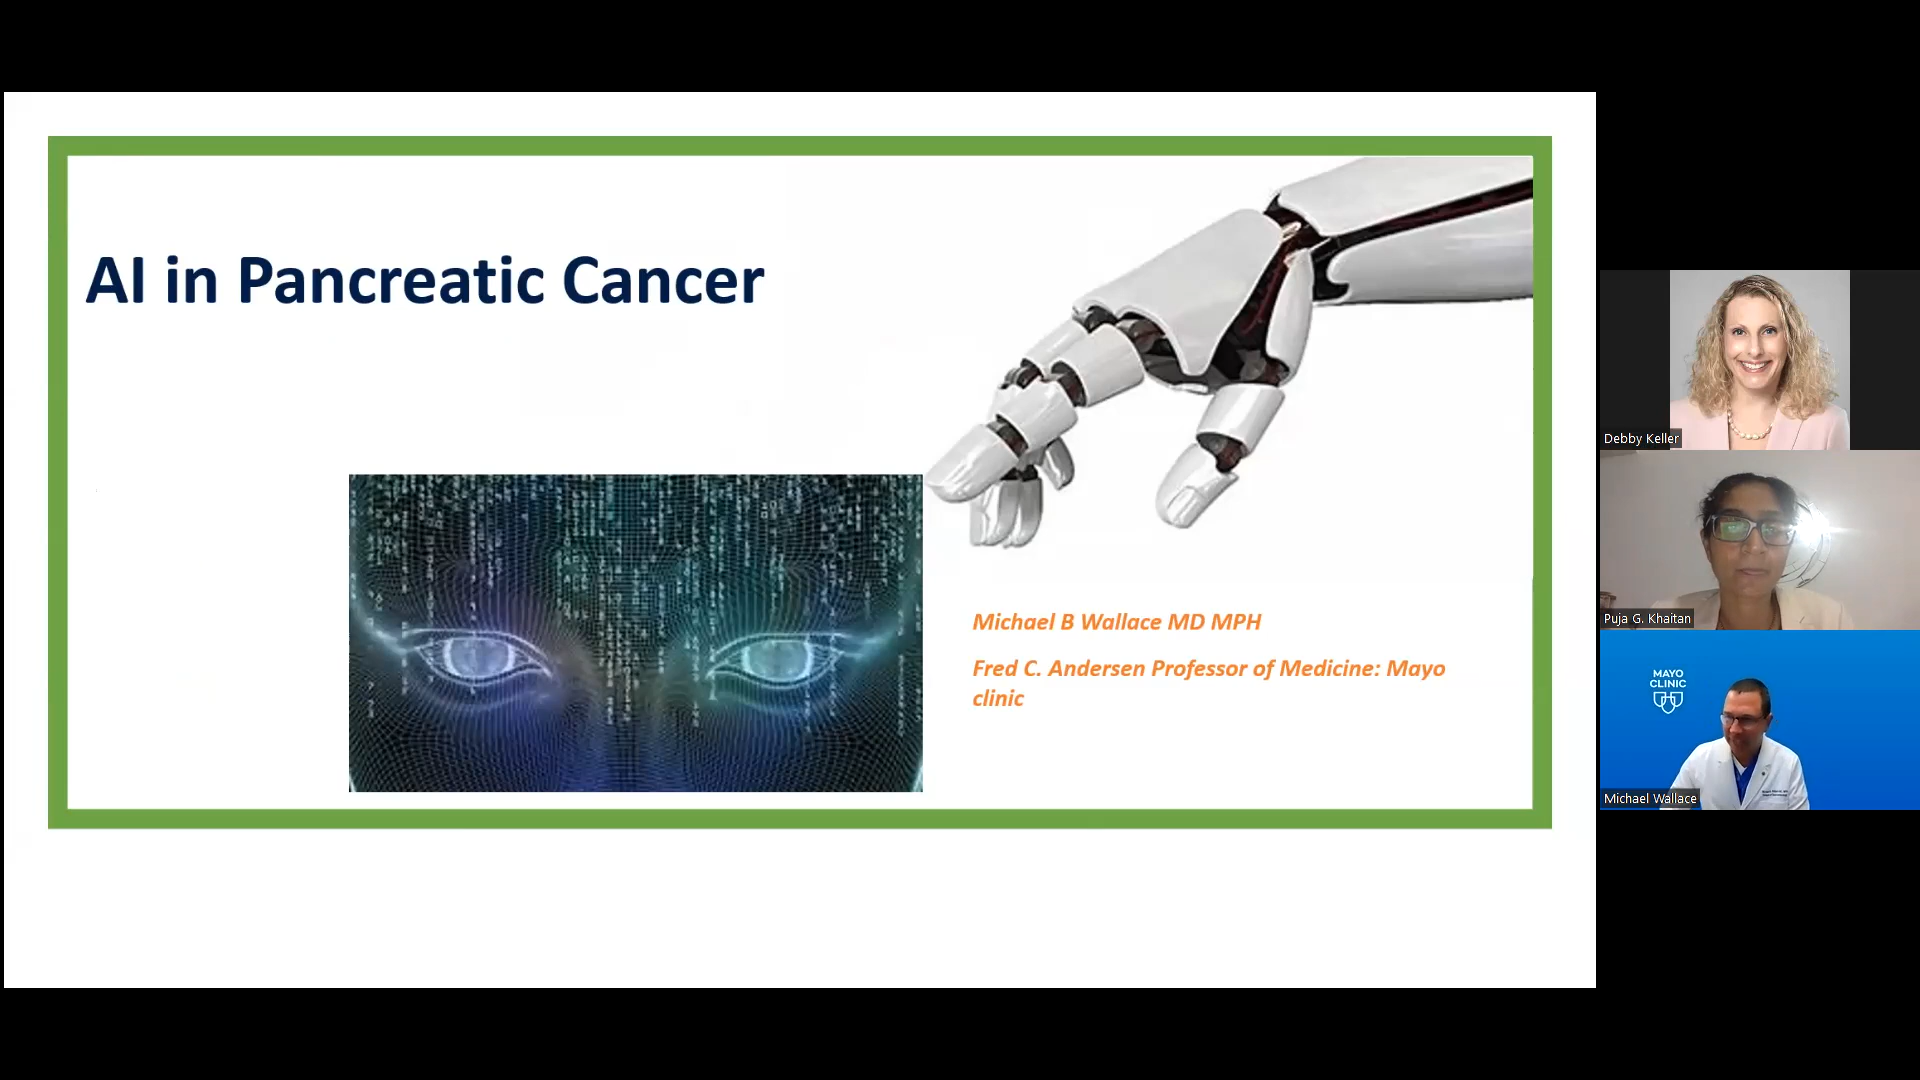 AI in Pancreatic Cancer
Michael B Wallace MD MPH
Fred C. Andersen Professor of Medicine: Mayo
clinic
Debby Keller
Puja G. Khaitan
MAYO
CLINIC
Michael Wallace